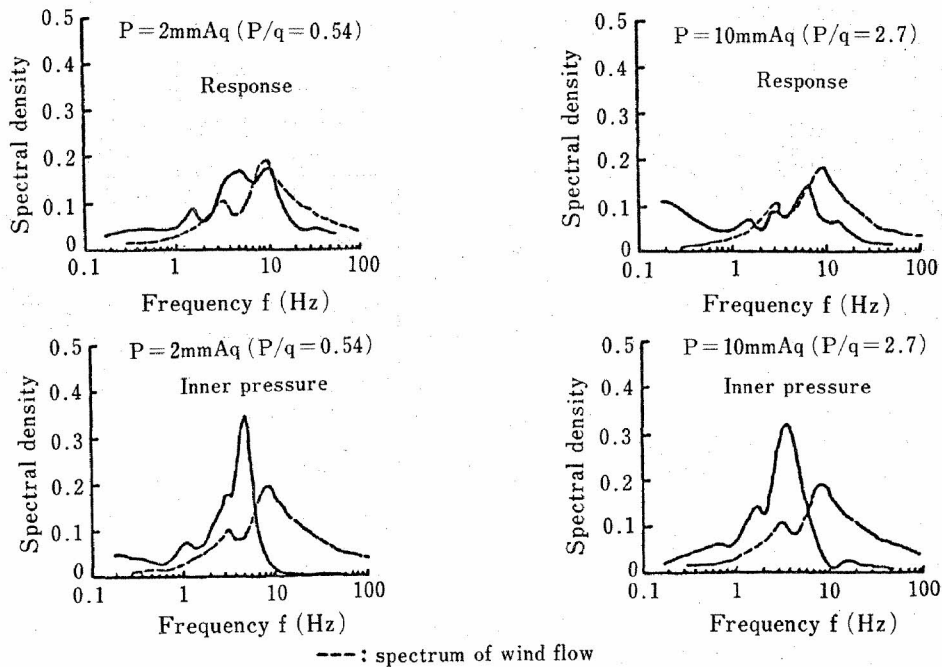 0.5
0.4
0.3
0.2
0.1
0
Spectral density
P=2mmAq (P/q=0.54)
Response
0.1 1 10 100
Frequency f (Hz)
0.5
0.4
0.3
0.2
0.1
0
Spectral density
P=10mmAq (P/q=2.7)
Response
0.1 1 10 100
Frequency f (Hz)
0.5
0.4
0.3
0.2
0.1
0
Spectral density
P=2mmAq (P/q=0.54)
Inner pressure
0.1 1 10 100
Frequency f (Hz)
0.5
0.4
0.3
0.2
0.1
0
Spectral density
P=10mmAq (P/q=2.7)
Inner pressure
0.1 1 10 100
Frequency f (Hz)
---: spectrum of wind flow